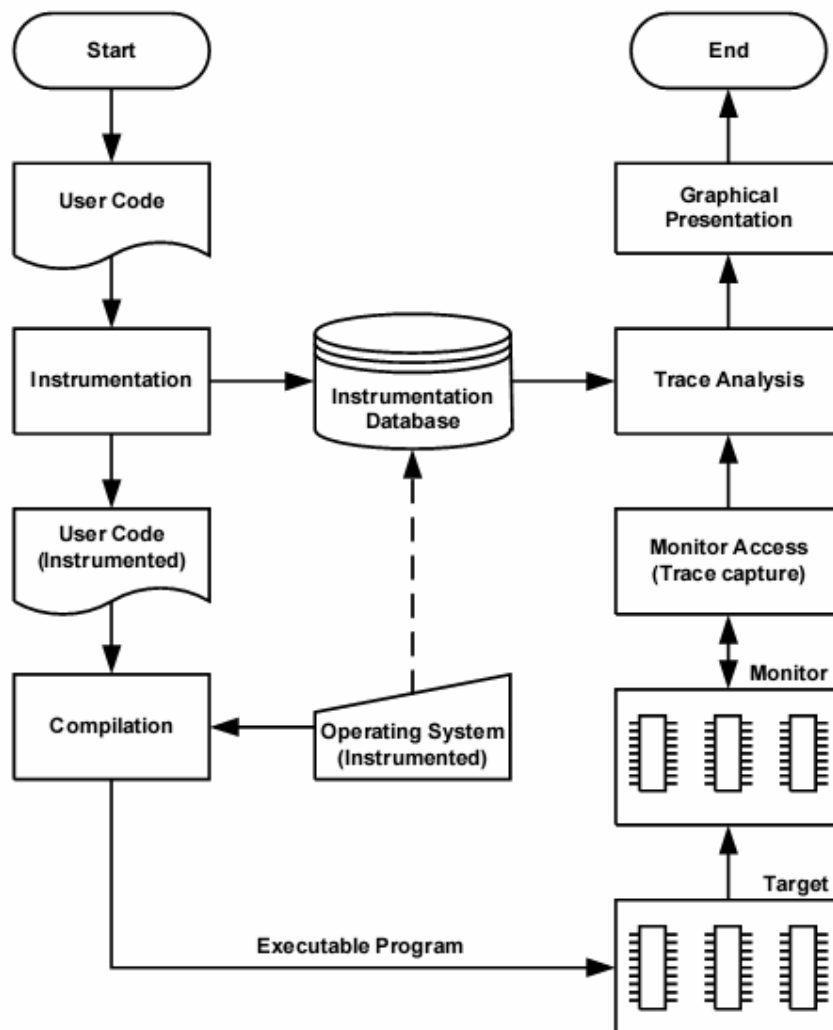 Start
End
User Code
Graphical
Presentation
Instrumentation
Instrumentation
Database
Trace Analysis
User Code
(Instrumented)
Monitor Access
(Trace capture)
Monitor
Compilation
Operating System
(Instrumented)
Target
Executable Program